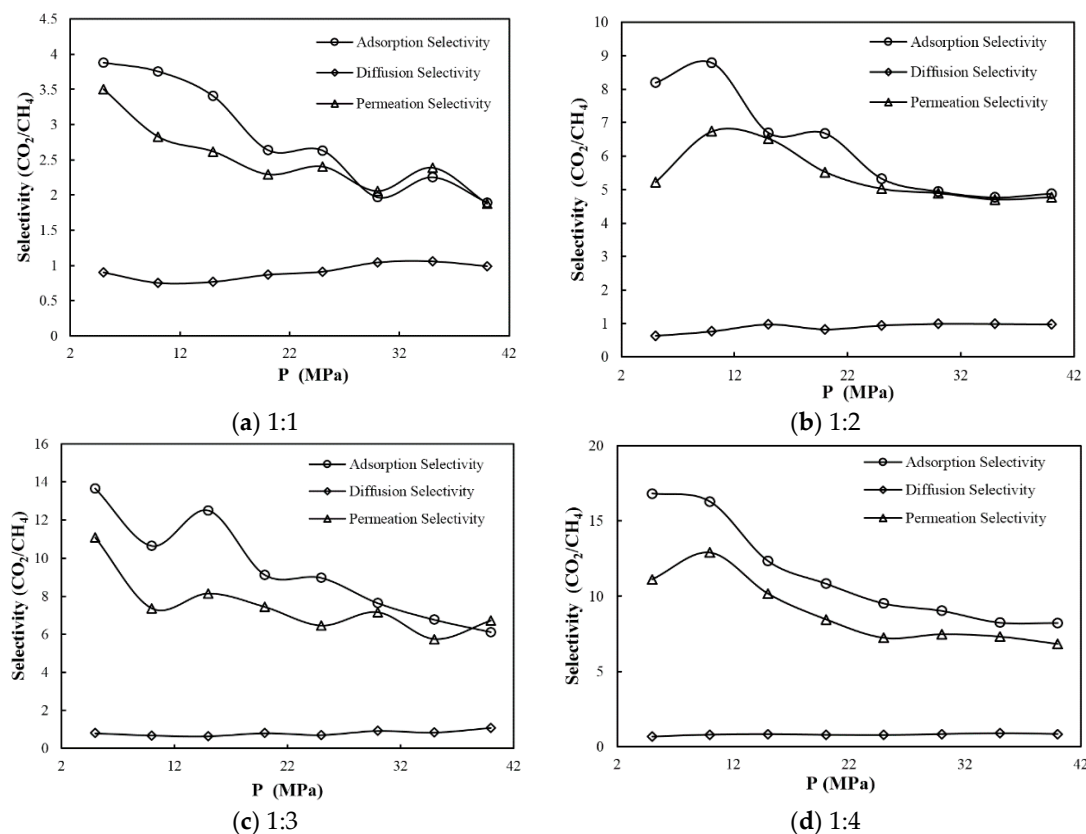 4.5
4
3.5
3
2.5
2
1.5
1
0.5
0
Selectivity (CO2/CH4)
Adsorption Selectivity
Diffusion Selectivity
Permeation Selectivity
2 12 22 32 42
P (MPa)
(a) 1:1
10
9
8
7
6
5
4
3
2
1
0
Selectivity (CO2/CH4)
Adsorption Selectivity
Diffusion Selectivity
Permeation Selectivity
2 12 22 32 42
P (MPa)
(b) 1:2
16
14
12
10
8
6
4
2
0
Selectivity (CO2/CH4)
Adsorption Selectivity
Diffusion Selectivity
Permeation Selectivity
2 12 22 32 42
P (MPa)
(c) 1:3
20
15
10
5
0
Selectivity (CO2/CH4)
Adsorption Selectivity
Diffusion Selectivity
Permeation Selectivity
2 12 22 32 42
P (MPa)
(d) 1:4